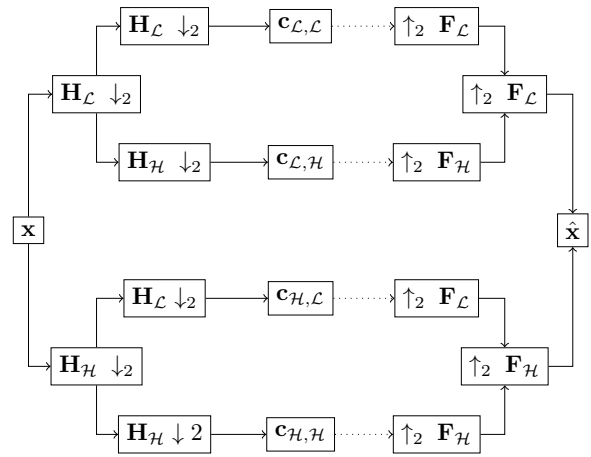 𝐇_ℒ ↓₂ 𝐜_{ℒ,ℒ} ↑₂ 𝐅_ℒ
𝐇_ℒ ↓₂ ↑₂ 𝐅_ℒ
𝐇_ℋ ↓₂ 𝐜_{ℒ,ℋ} ↑₂ 𝐅_ℋ
𝐱 𝐱̂
𝐇_ℒ ↓₂ 𝐜_{ℋ,ℒ} ↑₂ 𝐅_ℒ
𝐇_ℋ ↓₂ ↑₂ 𝐅_ℋ
𝐇_ℋ ↓ 2 𝐜_{ℋ,ℋ} ↑₂ 𝐅_ℋ